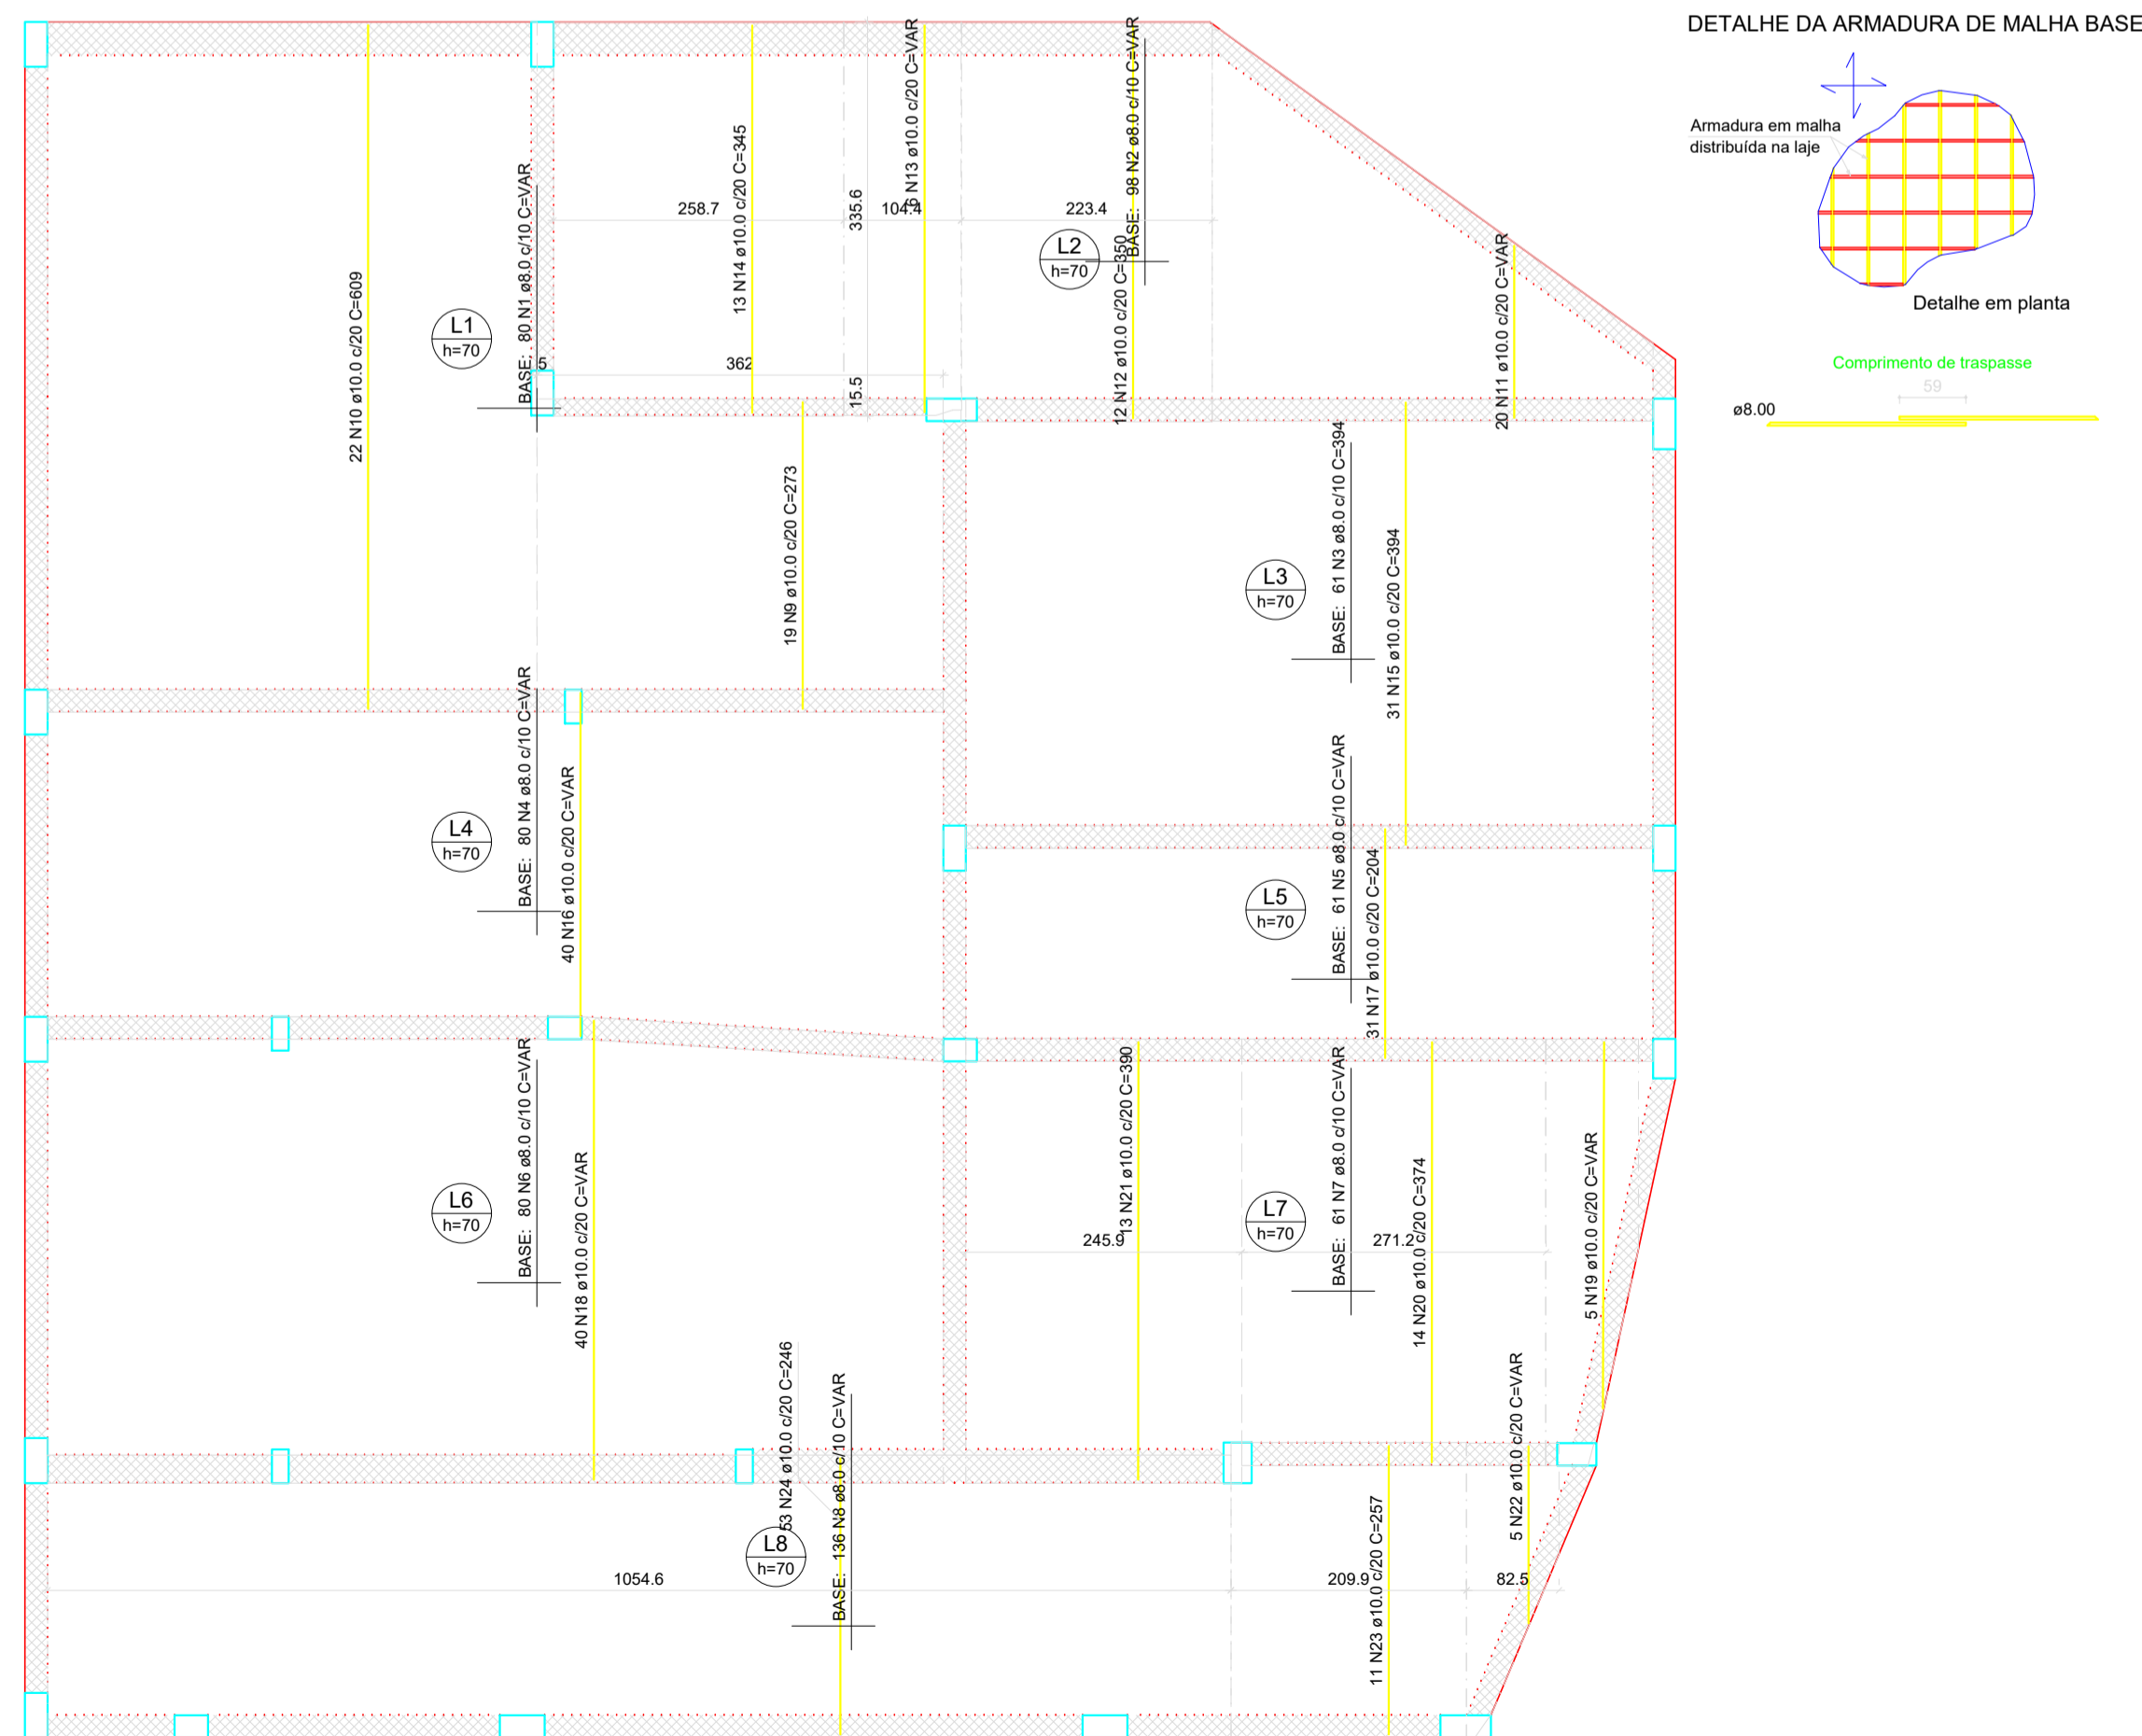 DETALHE DA ARMADURA DE MALHA BASE
Armadura em malha
distribuída na laje
Detalhe em planta
Comprimento de traspasse
59
ø8.00
22 N10 ø10.0 c/20 C=609
L1
h=70
BASE: 80 N1 ø8.0 c/10 C=VAR
13 N14 ø10.0 c/20 C=345
258.7
335.6
104.4
223.4
6 N13 ø10.0 c/20 C=VAR
L2
h=70
BASE: 98 N2 ø8.0 c/10 C=VAR
12 N12 ø10.0 c/20 C=350
20 N11 ø10.0 c/20 C=VAR
5
362
15.5
19 N9 ø10.0 c/20 C=273
L3
h=70
BASE: 61 N3 ø8.0 c/10 C=394
31 N15 ø10.0 c/20 C=394
L4
h=70
BASE: 80 N4 ø8.0 c/10 C=VAR
40 N16 ø10.0 c/20 C=VAR
L5
h=70
BASE: 61 N5 ø8.0 c/10 C=VAR
31 N17 ø10.0 c/20 C=204
L6
h=70
BASE: 80 N6 ø8.0 c/10 C=VAR
40 N18 ø10.0 c/20 C=VAR
13 N21 ø10.0 c/20 C=390
245.9
L7
h=70
BASE: 61 N7 ø8.0 c/10 C=VAR
271.2
14 N20 ø10.0 c/20 C=374
5 N19 ø10.0 c/20 C=VAR
53 N24 ø10.0 c/20 C=246
L8
h=70
BASE: 136 N8 ø8.0 c/10 C=VAR
11 N23 ø10.0 c/20 C=257
5 N22 ø10.0 c/20 C=VAR
1054.6
209.9
82.5